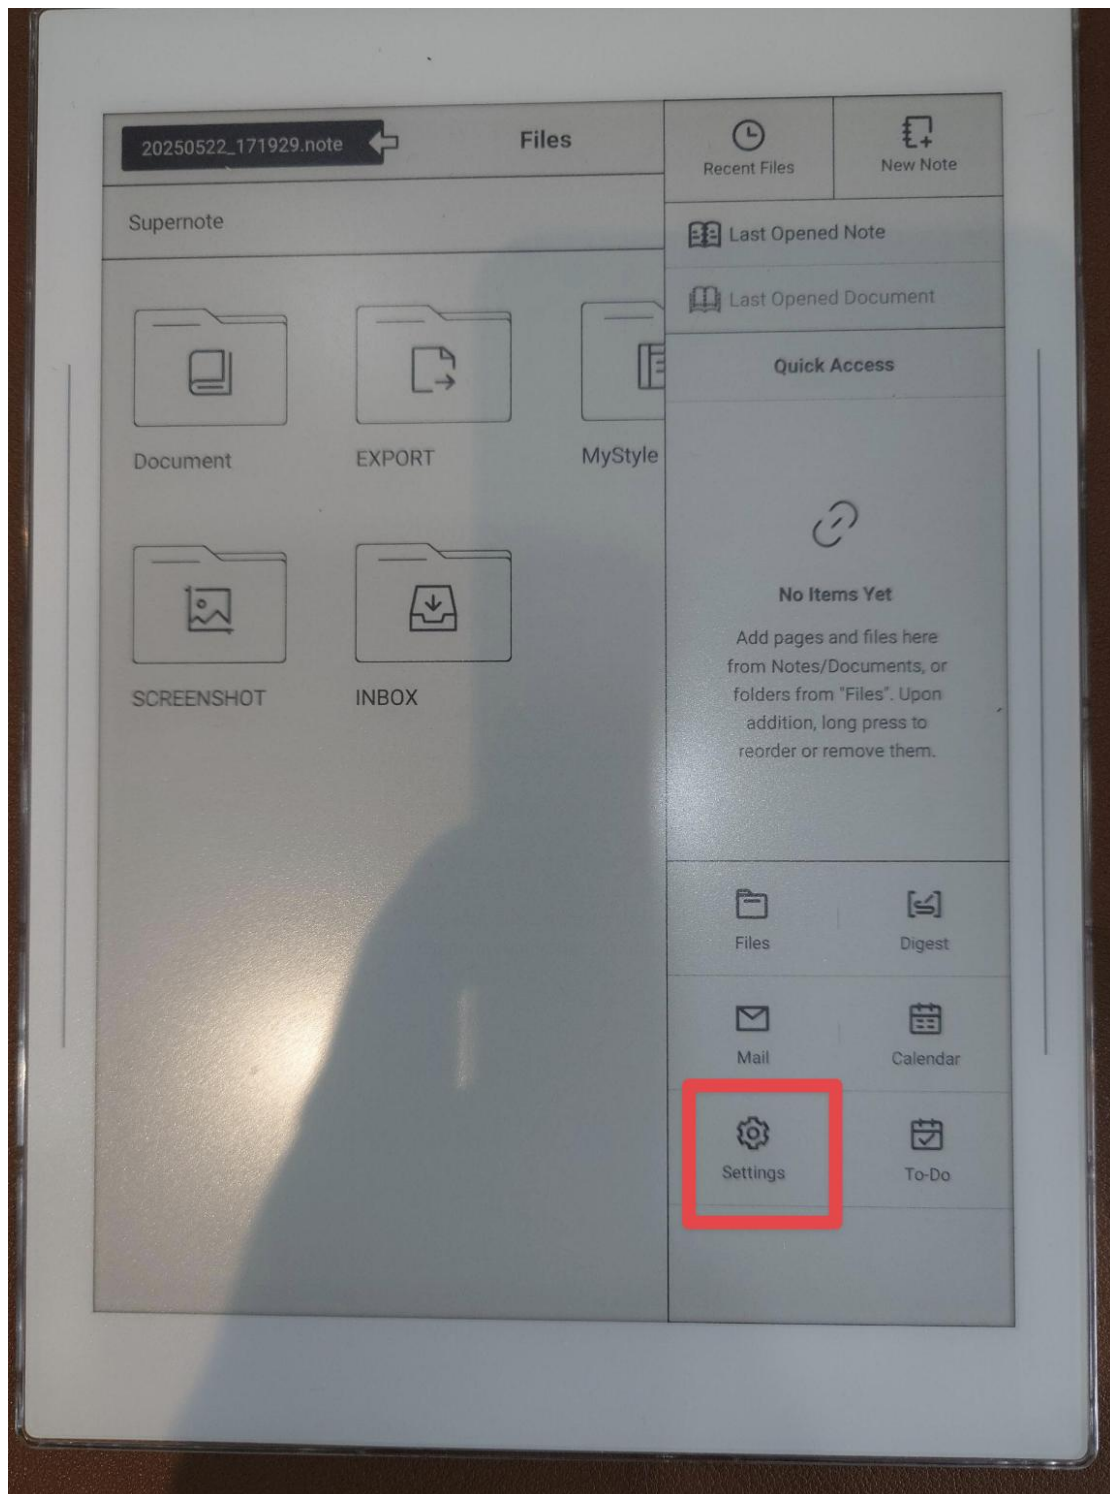 20250522_171929.note
Files
Supernote
Document
EXPORT
MyStyle
SCREENSHOT
INBOX
Recent Files
New Note
Last Opened Note
Last Opened Document
Quick Access
No Items Yet
Add pages and files here
from Notes/Documents, or
folders from "Files". Upon
addition, long press to
reorder or remove them.
Files
Digest
Mail
Calendar
Settings
To-Do